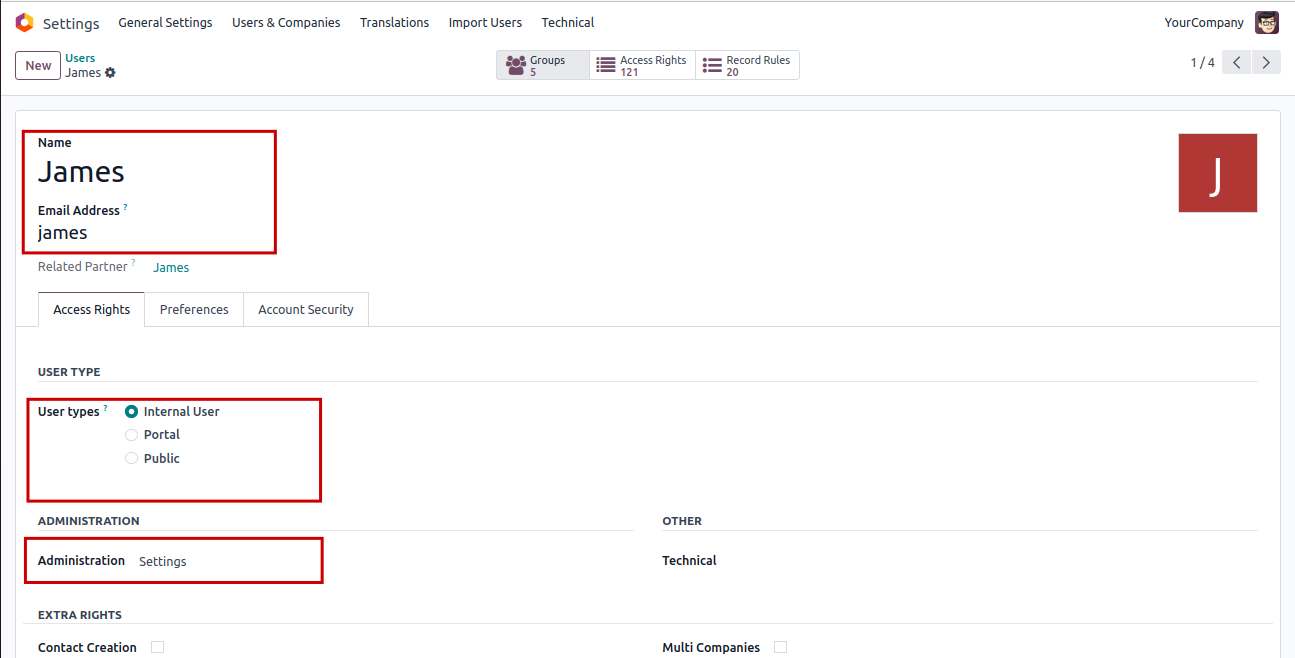 Settings General Settings Users & Companies Translations Import Users Technical YourCompany
New Users James Groups 5 Access Rights 121 Record Rules 20 1 / 4
Name
James
Email Address ?
james
Related Partner ? James
J
Access Rights Preferences Account Security
USER TYPE
User types ? Internal User
Portal
Public
ADMINISTRATION OTHER
Administration Settings Technical
EXTRA RIGHTS
Contact Creation Multi Companies